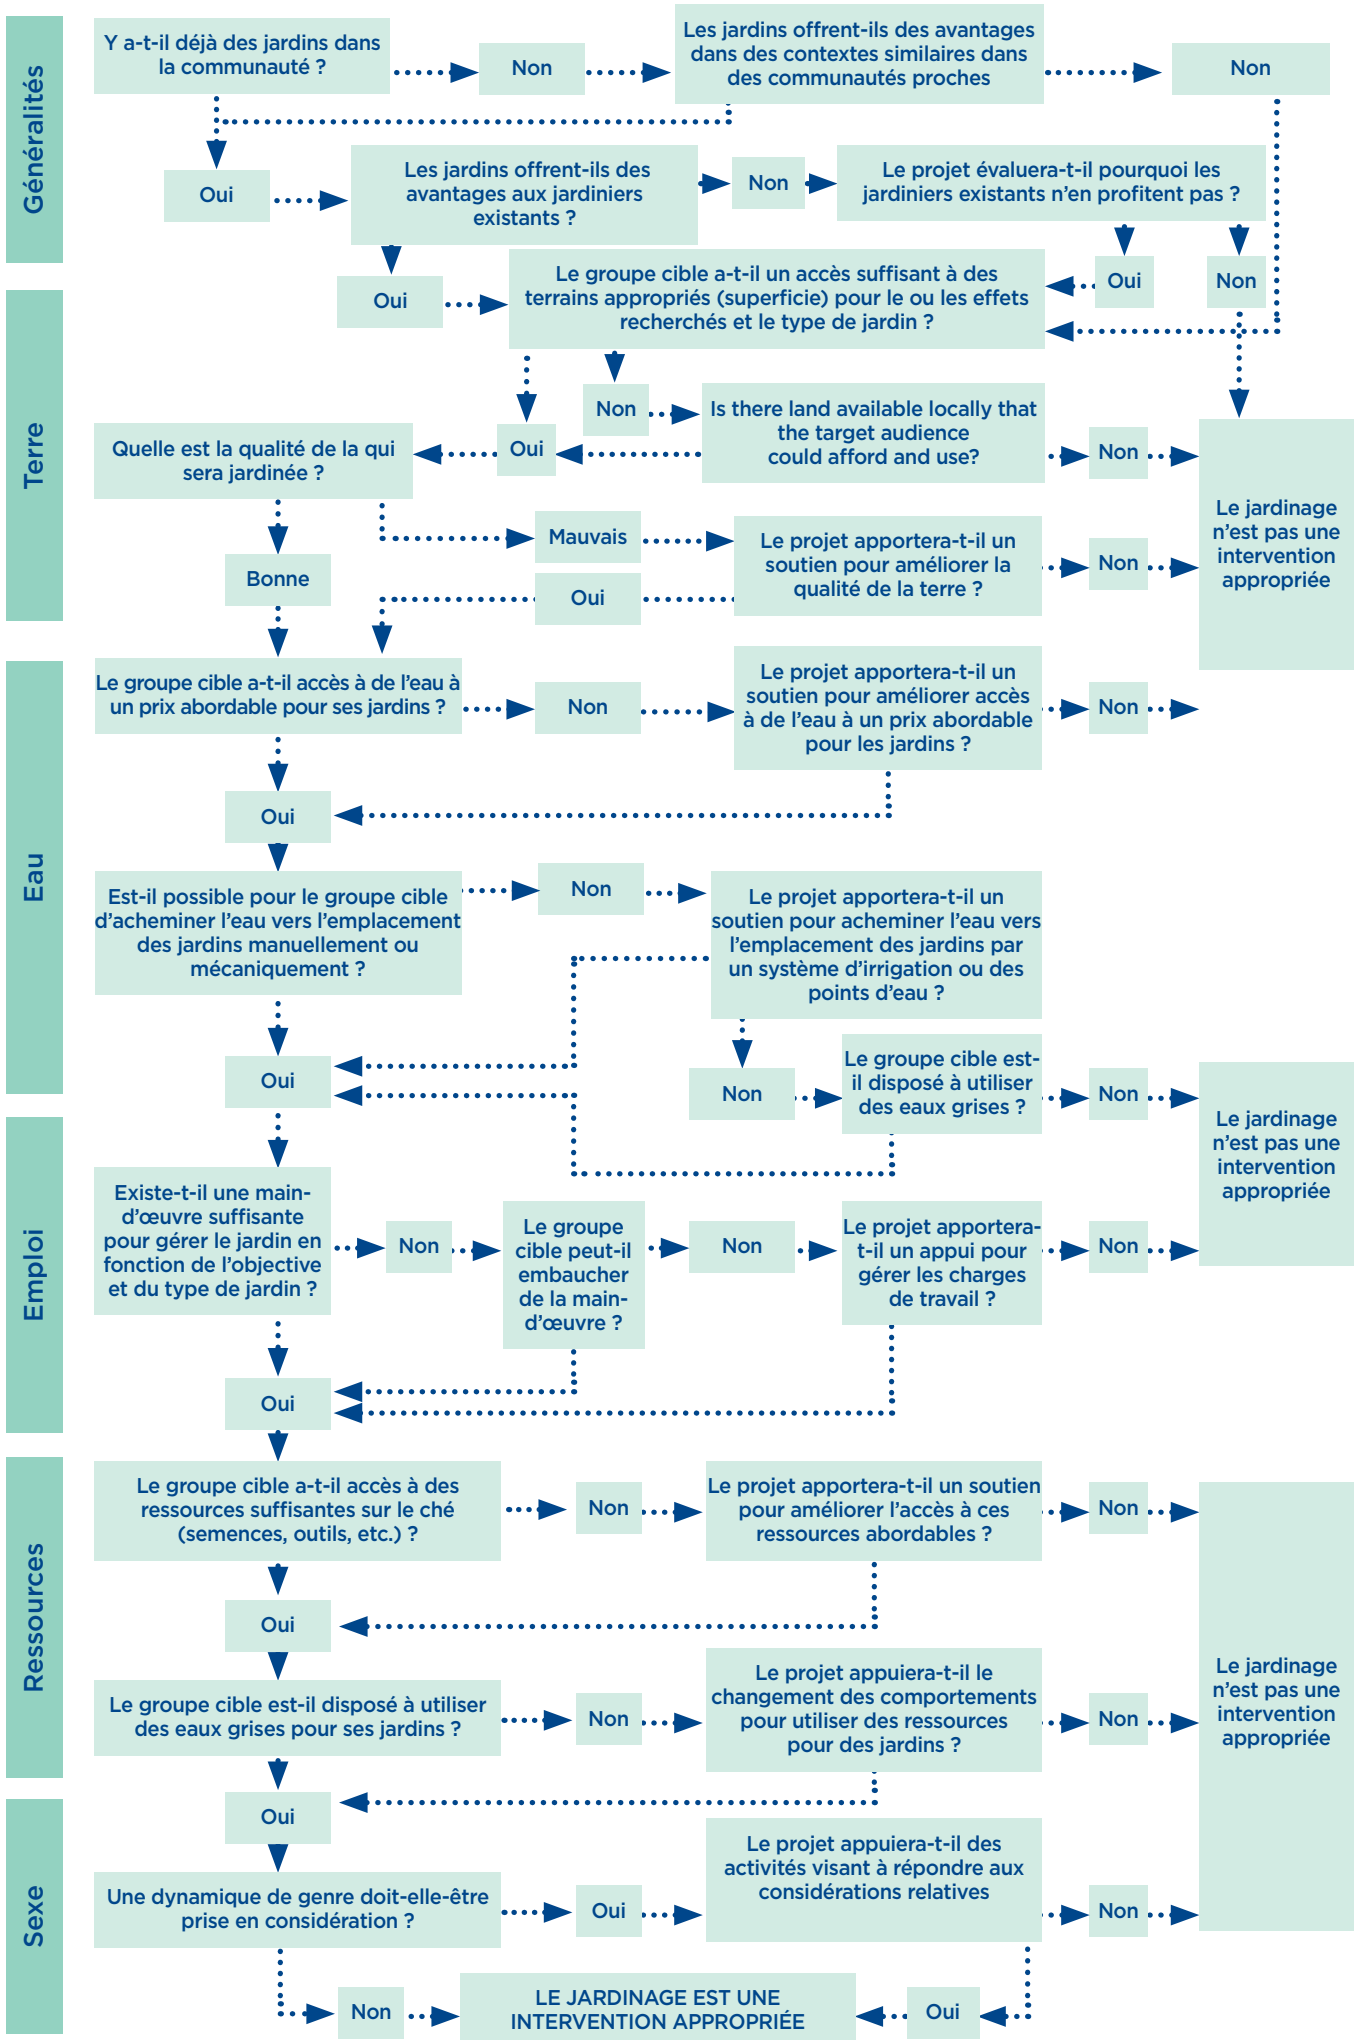 Généralités
Y a-t-il déjà des jardins dans
la communauté ?
Non
Les jardins offrent-ils des avantages
dans des contextes similaires dans
des communautés proches
Non
Oui
Les jardins offrent-ils des
avantages aux jardiniers
existants ?
Non
Le projet évaluera-t-il pourquoi les
jardiniers existants n'en profitent pas ?
Oui
Non
Oui
Le groupe cible a-t-il un accès suffisant à des
terrains appropriés (superficie) pour le ou les effets
recherchés et le type de jardin ?
Terre
Non
Is there land available locally that
the target audience
could afford and use?
Non
Oui
Quelle est la qualité de la qui
sera jardinée ?
Le jardinage
n'est pas une
intervention
appropriée
Mauvais
Le projet apportera-t-il un
soutien pour améliorer la
qualité de la terre ?
Non
Bonne
Oui
Eau
Le groupe cible a-t-il accès à de l'eau à
un prix abordable pour ses jardins ?
Non
Le projet apportera-t-il un
soutien pour améliorer accès
à de l'eau à un prix abordable
pour les jardins ?
Non
Oui
Est-il possible pour le groupe cible
d'acheminer l'eau vers l'emplacement
des jardins manuellement ou
mécaniquement ?
Non
Le projet apportera-t-il un
soutien pour acheminer l'eau vers
l'emplacement des jardins par
un système d'irrigation ou des
points d'eau ?
Oui
Non
Le groupe cible est-
il disposé à utiliser
des eaux grises ?
Non
Le jardinage
n'est pas une
intervention
appropriée
Emploi
Existe-t-il une main-
d'œuvre suffisante
pour gérer le jardin en
fonction de l'objective
et du type de jardin ?
Non
Le groupe
cible peut-il
embaucher
de la main-
d'œuvre ?
Non
Le projet apportera-
t-il un appui pour
gérer les charges
de travail ?
Non
Oui
Ressources
Le groupe cible a-t-il accès à des
ressources suffisantes sur le ché
(semences, outils, etc.) ?
Non
Le projet apportera-t-il un soutien
pour améliorer l'accès à ces
ressources abordables ?
Non
Oui
Le groupe cible est-il disposé à utiliser
des eaux grises pour ses jardins ?
Non
Le projet appuiera-t-il le
changement des comportements
pour utiliser des ressources
pour des jardins ?
Non
Le jardinage
n'est pas une
intervention
appropriée
Oui
Sexe
Une dynamique de genre doit-elle-être
prise en considération ?
Oui
Le projet appuiera-t-il des
activités visant à répondre aux
considérations relatives
Non
Non
LE JARDINAGE EST UNE
INTERVENTION APPROPRIÉE
Oui